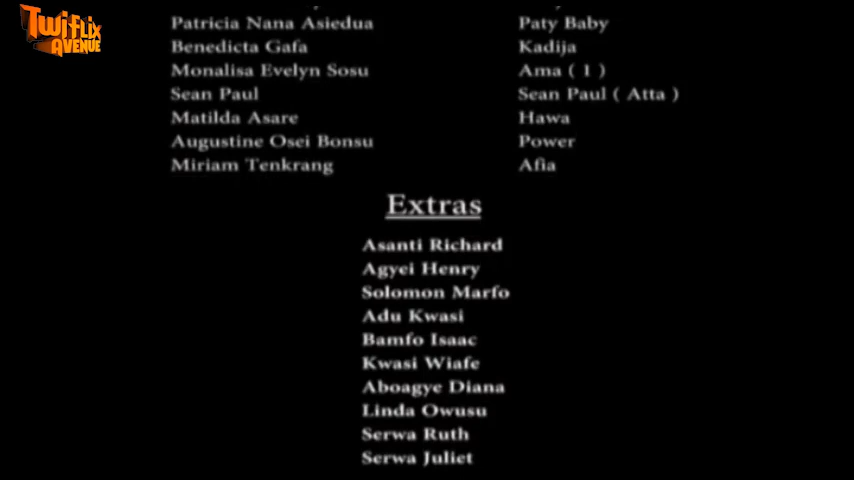 TWIFLIX
AVENUE
Patricia Nana Asiedua Paty Baby
Benedicta Gafa Kadija
Monalisa Evelyn Sosu Ama ( 1 )
Sean Paul Sean Paul ( Atta )
Matilda Asare Hawa
Augustine Osei Bonsu Power
Miriam Tenkrang Afia
Extras
Asanti Richard
Agyei Henry
Solomon Marfo
Adu Kwasi
Bamfo Isaac
Kwasi Wiafe
Aboagye Diana
Linda Owusu
Serwa Ruth
Serwa Juliet